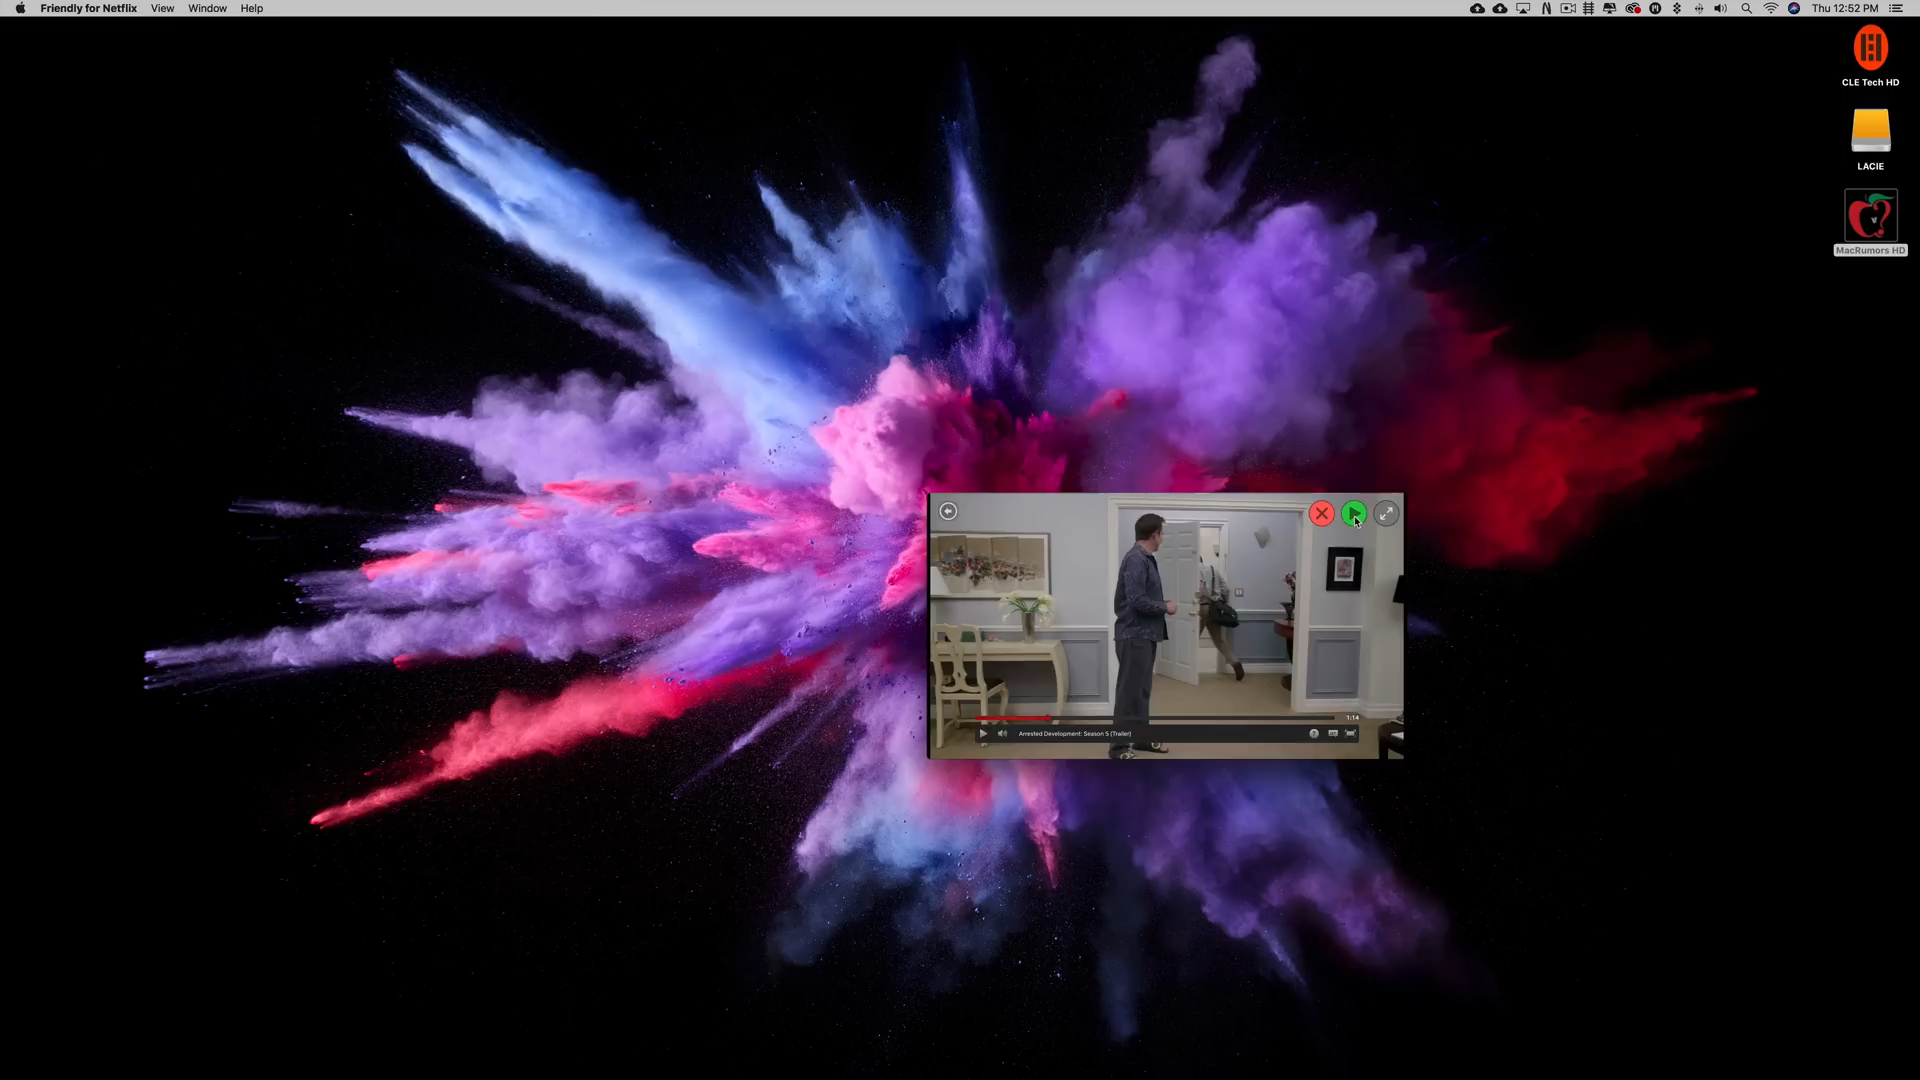 Friendly for Netflix View Window Help Thu 12:52 PM
CLE Tech HD
LACIE
MacRumors HD
1:14
Arrested Development: Season 5 (Trailer)